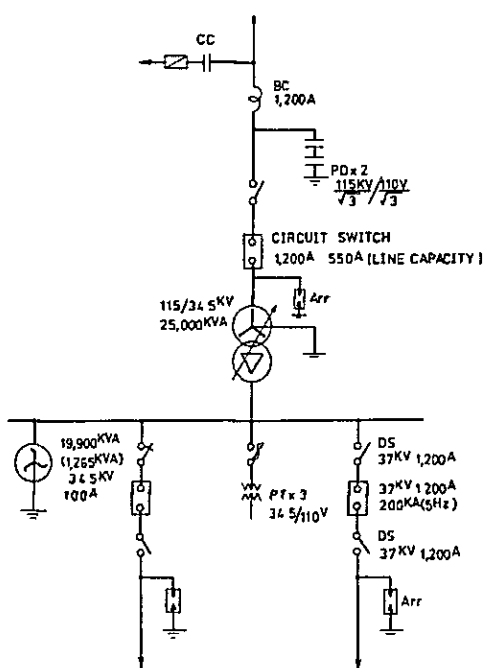 CC
BC
1,200A
PD x 2
115KV/√3 / 110V/√3
CIRCUIT SWITCH
1,200A 550A (LINE CAPACITY)
Arr
115/34 5KV
25,000KVA
19,900KVA
(1,265KVA)
34 5KV
100A
PT x 3
34 5/110V
DS
37KV 1,200A
37KV 1,200A
200KA(5Hz)
DS
37KV 1,200A
Arr